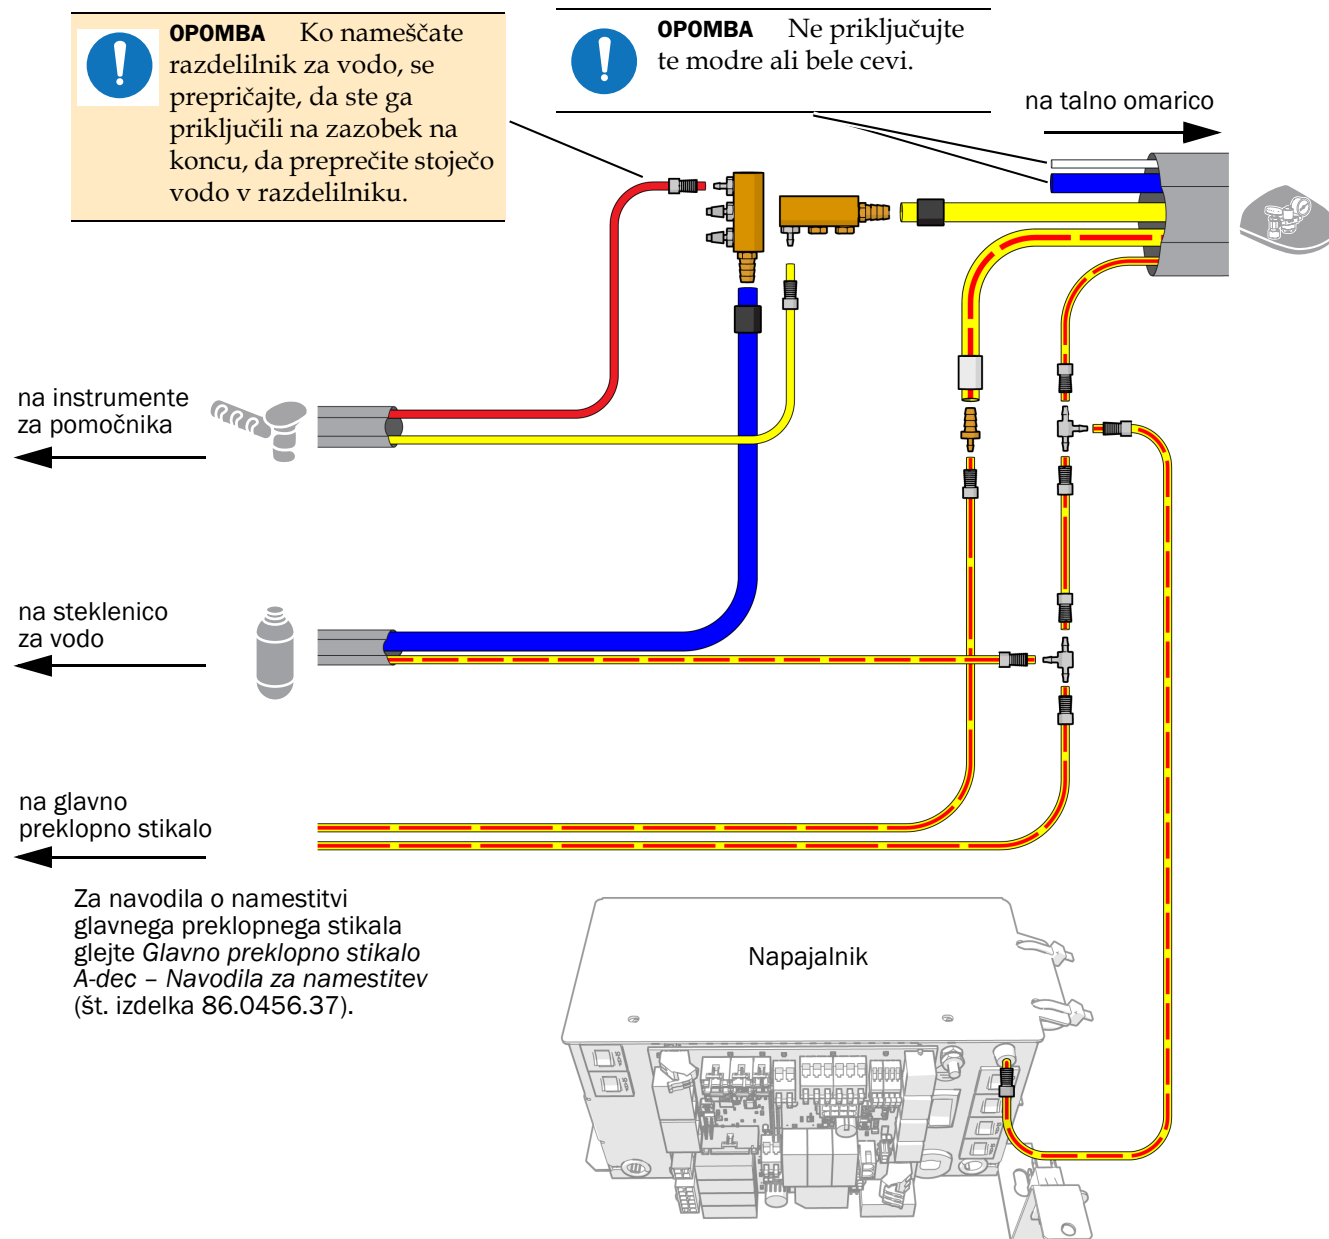 OPOMBA Ko nameščate
razdelilnik za vodo, se
prepričajte, da ste ga
priključili na zazobek na
koncu, da preprečite stoječo
vodo v razdelilniku.
OPOMBA Ne priključujte
te modre ali bele cevi.
na talno omarico
na instrumente
za pomočnika
na steklenico
za vodo
na glavno
preklopno stikalo
Za navodila o namestitvi
glavnega preklopnega stikala
glejte Glavno preklopno stikalo
A-dec – Navodila za namestitev
(št. izdelka 86.0456.37).
Napajalnik